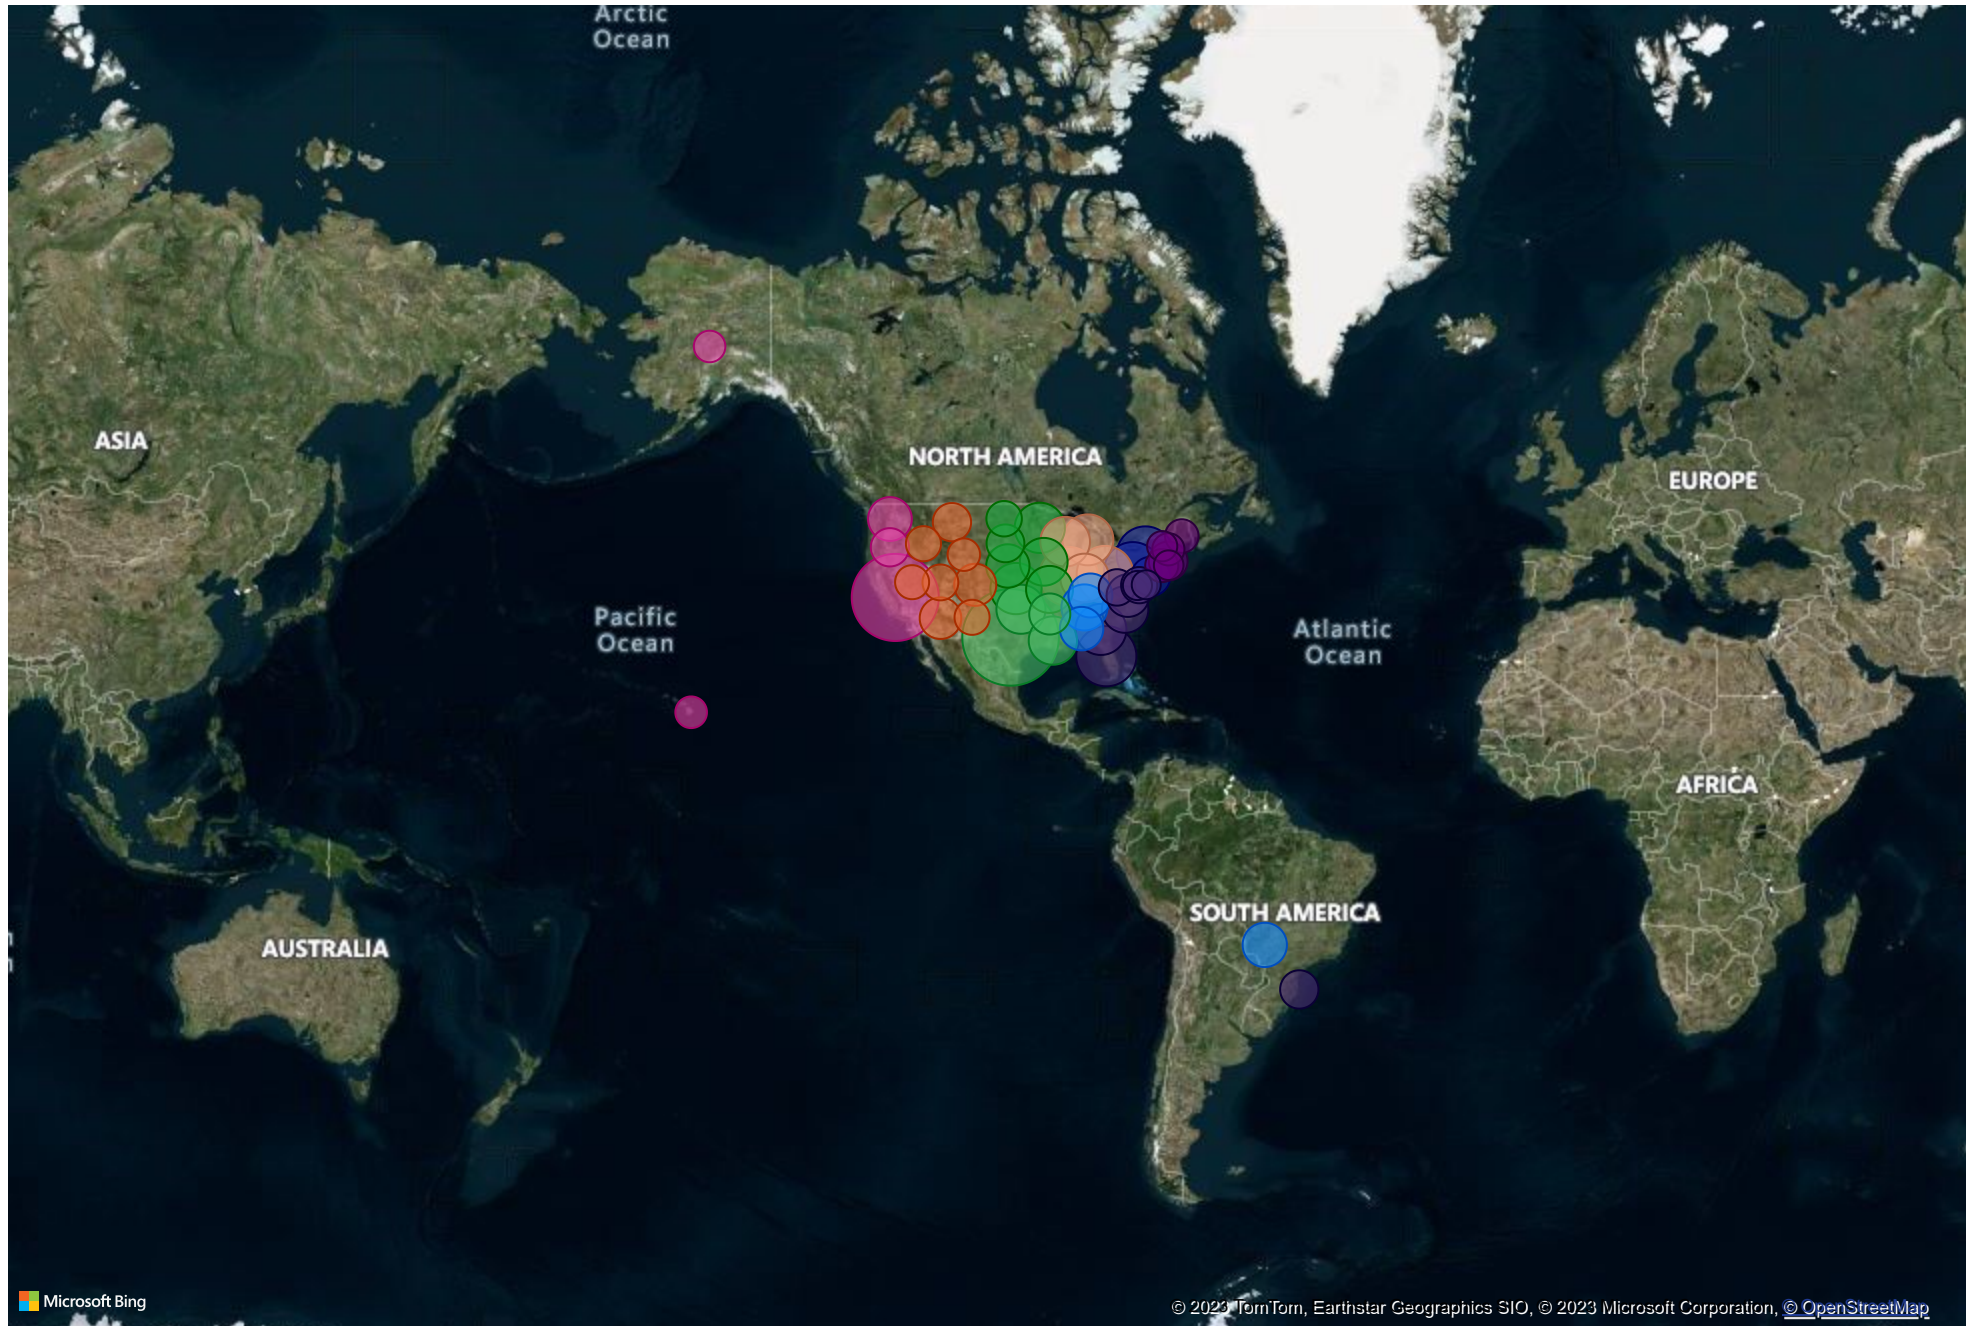 Arctic
Ocean
ASIA
NORTH AMERICA
EUROPE
Pacific
Ocean
Atlantic
Ocean
AFRICA
SOUTH AMERICA
AUSTRALIA
Microsoft Bing
© 2023 TomTom, Earthstar Geographics SIO, © 2023 Microsoft Corporation, © OpenStreetMap